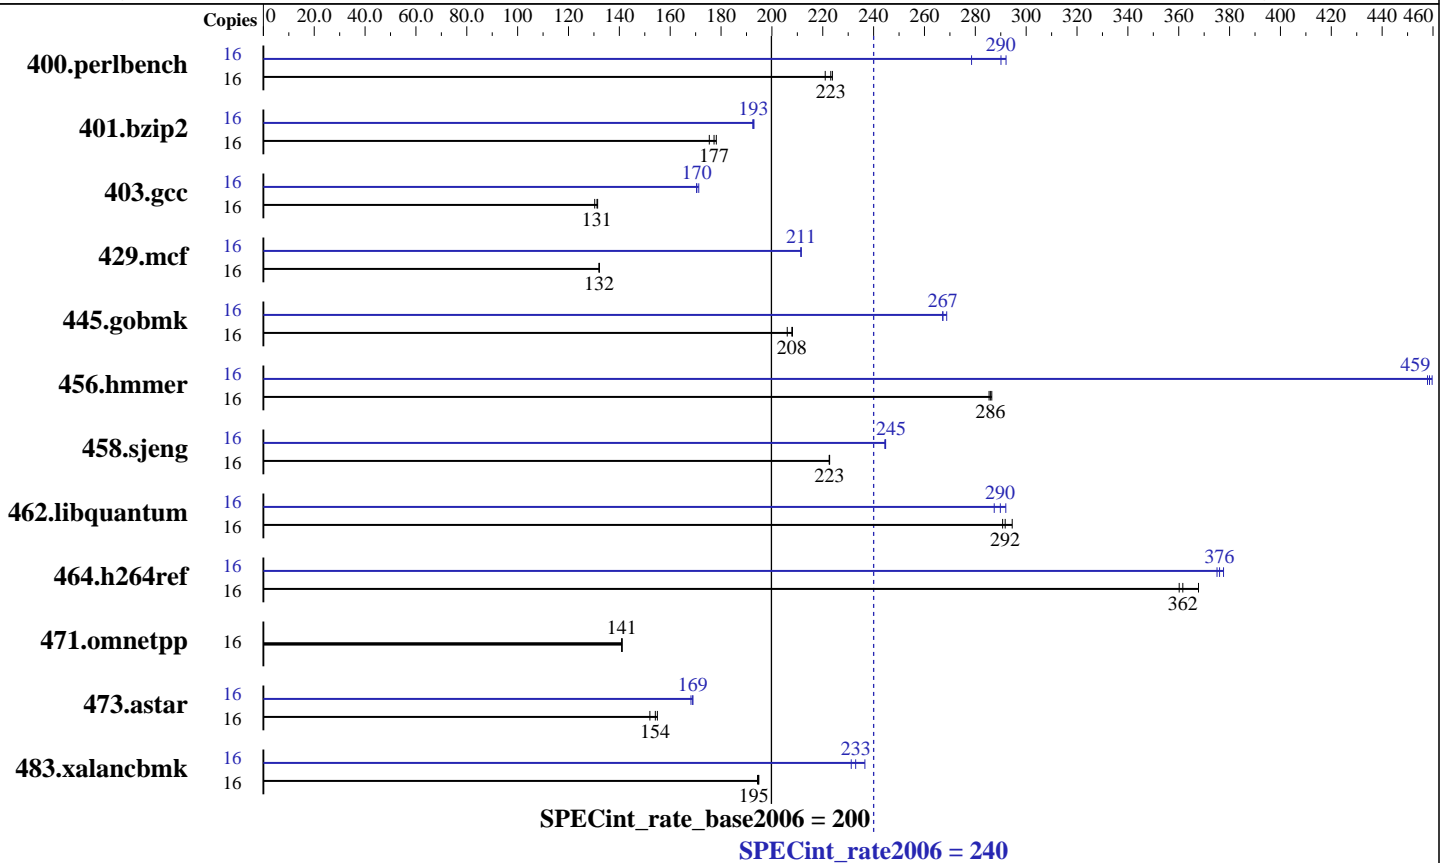 Copies 0 20.0 40.0 60.0 80.0 100 120 140 160 180 200 220 240 260 280 300 320 340 360 380 400 420 440 460
400.perlbench
16 290
16 223
401.bzip2
16 193
16 177
403.gcc
16 170
16 131
429.mcf
16 211
16 132
445.gobmk
16 267
16 208
456.hmmer
16 459
16 286
458.sjeng
16 245
16 223
462.libquantum
16 290
16 292
464.h264ref
16 376
16 362
471.omnetpp
16 141
473.astar
16 169
16 154
483.xalancbmk
16 233
16 195
SPECint_rate_base2006 = 200
SPECint_rate2006 = 240